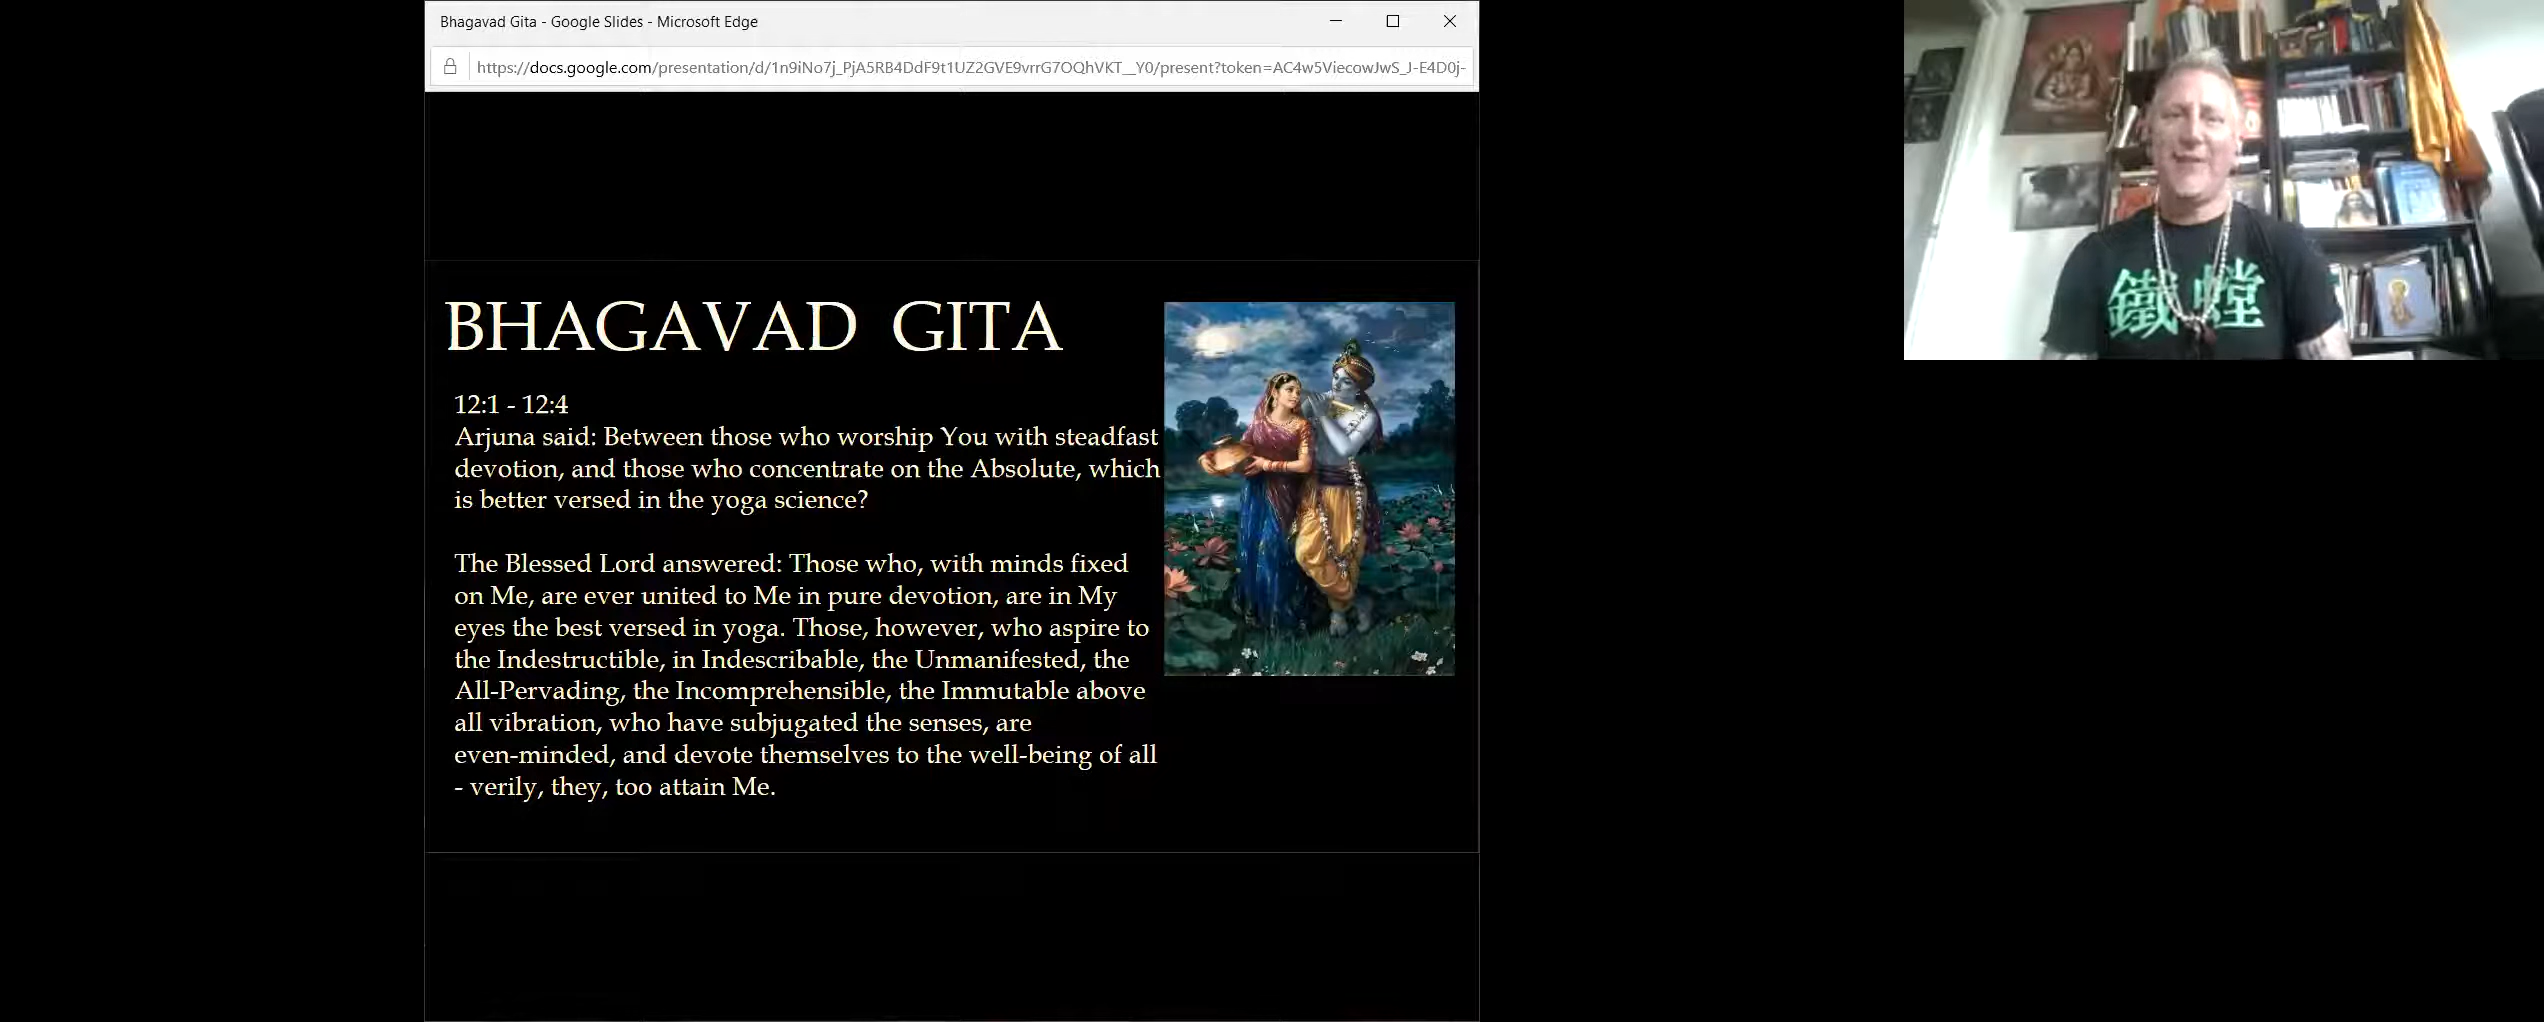 Bhagavad Gita - Google Slides - Microsoft Edge
https://docs.google.com/presentation/d/1n9iNo7j_PjA5RB4DdF9t1UZ2GVE9vrrG7OQhVKT__Y0/present?token=AC4w5ViecowJwS_J-E4D0j-
BHAGAVAD GITA
12:1 - 12:4
Arjuna said: Between those who worship You with steadfast
devotion, and those who concentrate on the Absolute, which
is better versed in the yoga science?
The Blessed Lord answered: Those who, with minds fixed
on Me, are ever united to Me in pure devotion, are in My
eyes the best versed in yoga. Those, however, who aspire to
the Indestructible, in Indescribable, the Unmanifested, the
All-Pervading, the Incomprehensible, the Immutable above
all vibration, who have subjugated the senses, are
even-minded, and devote themselves to the well-being of all
- verily, they, too attain Me.
鐵螳